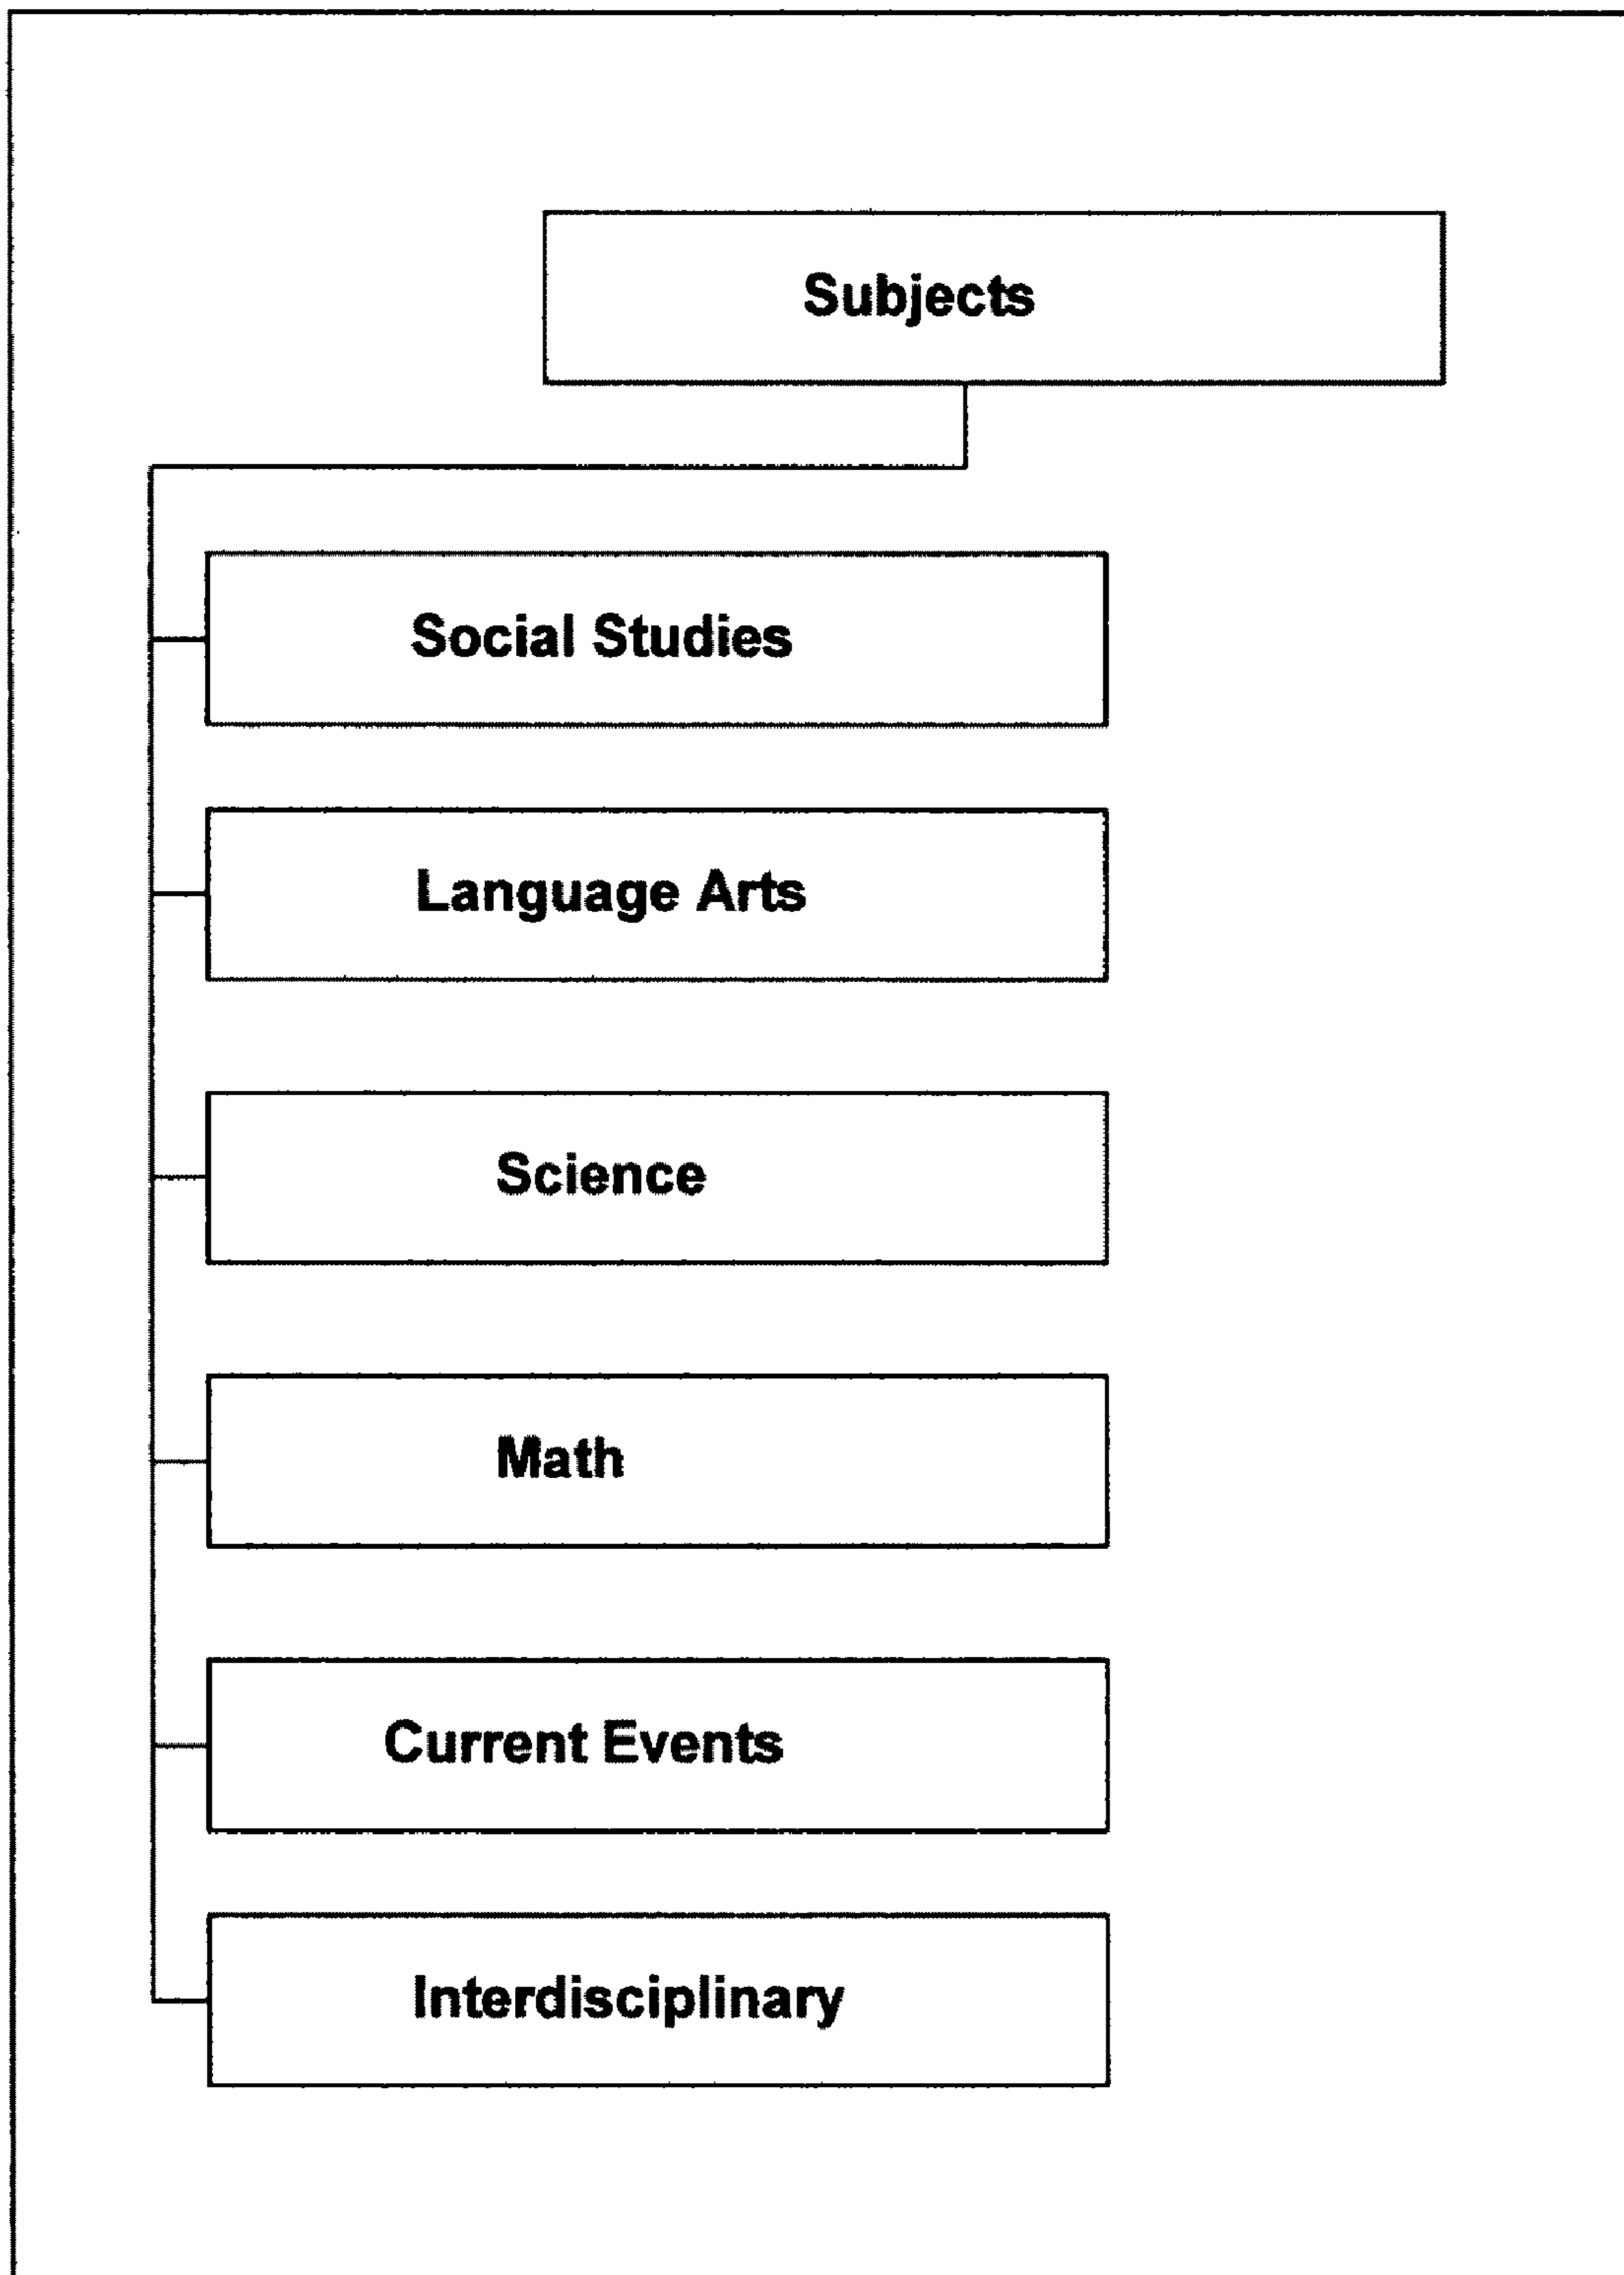 Subjects
Social Studies
Language Arts
Science
Math
Current Events
Interdisciplinary